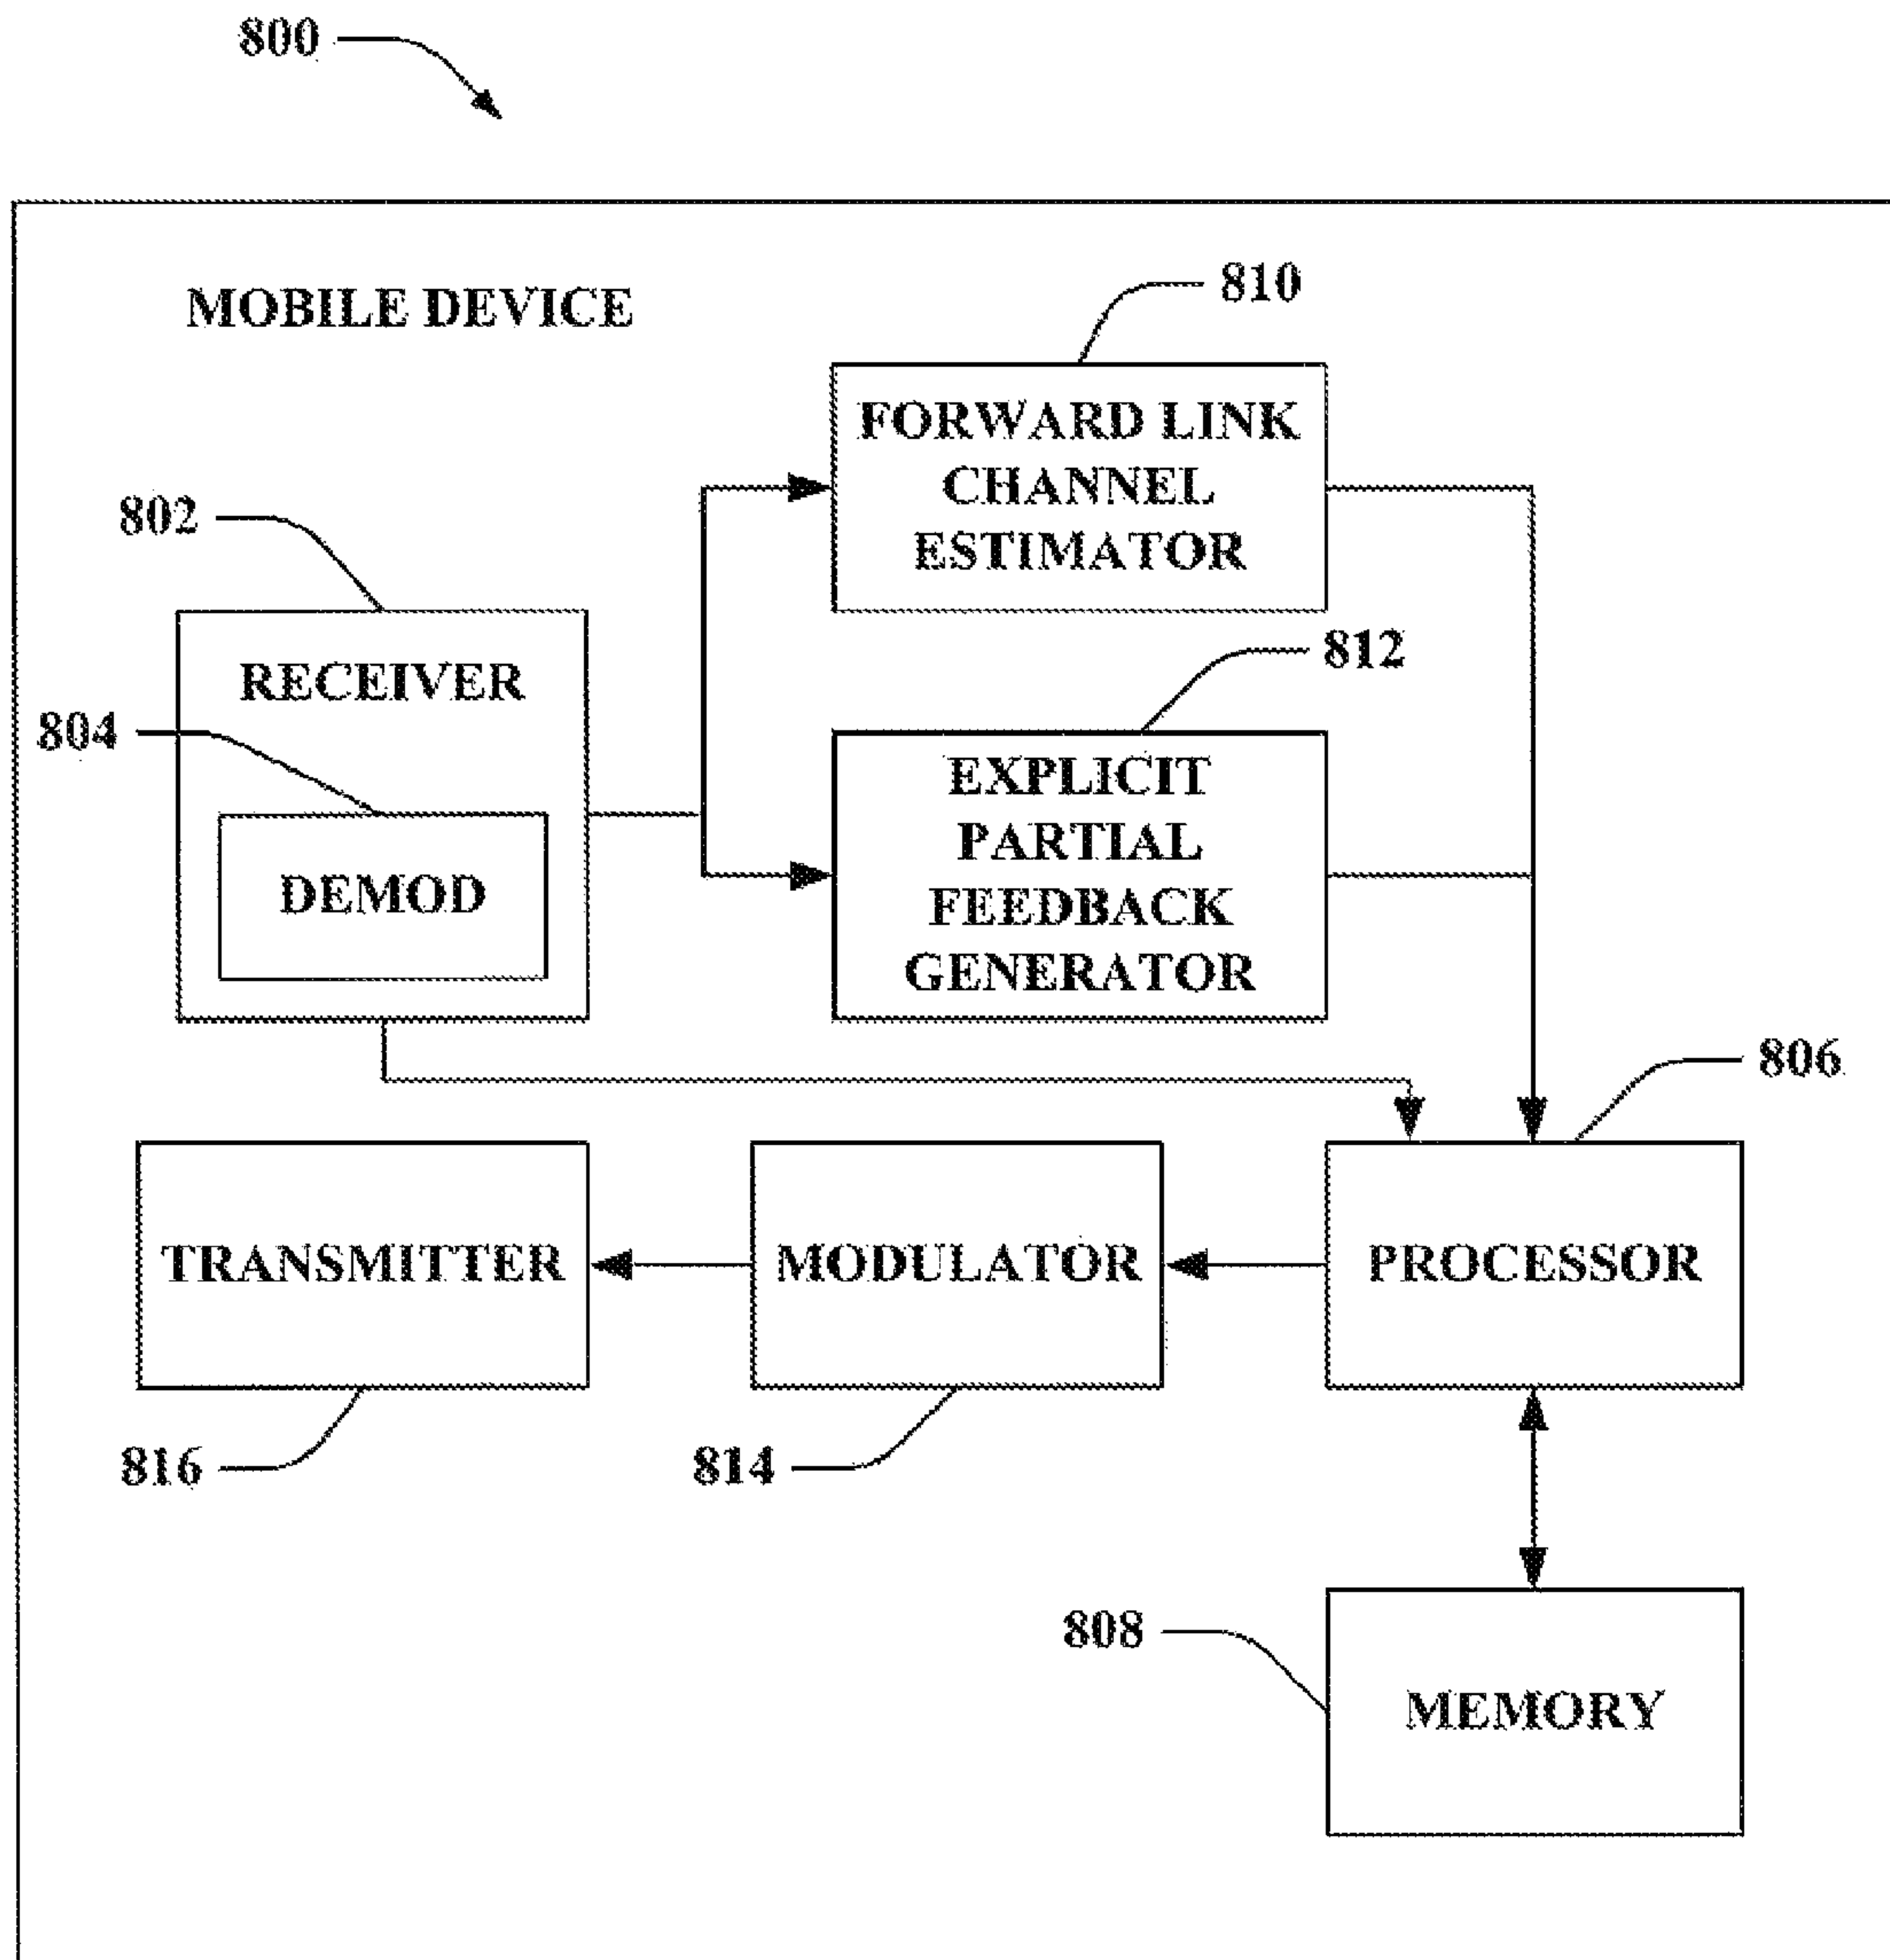 800
MOBILE DEVICE
810
FORWARD LINK
CHANNEL
ESTIMATOR
802
RECEIVER
804
DEMOD
812
EXPLICIT
PARTIAL
FEEDBACK
GENERATOR
806
TRANSMITTER
MODULATOR
PROCESSOR
816
814
808
MEMORY